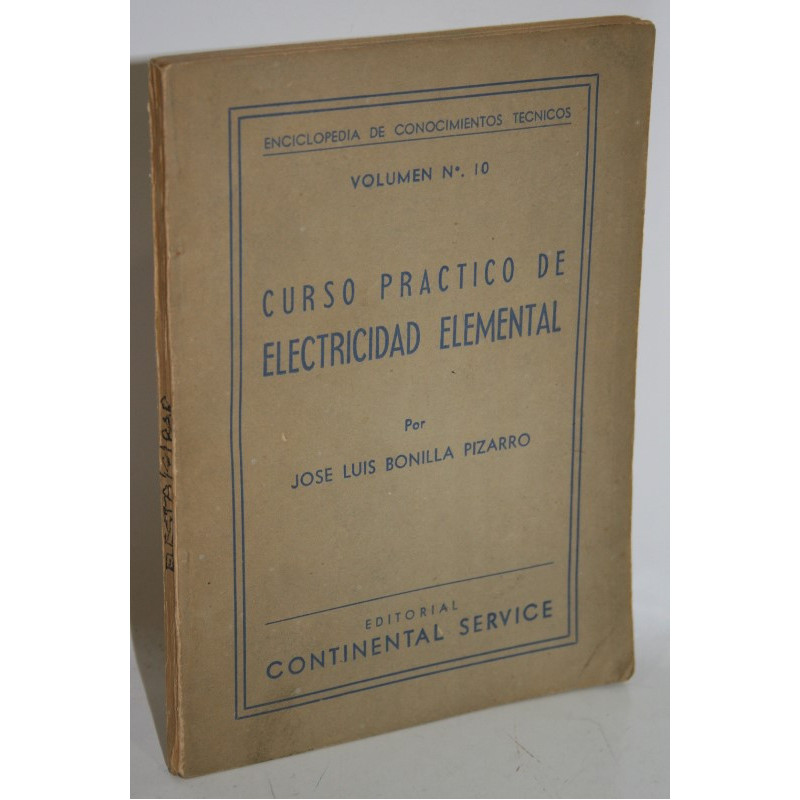 ENCICLOPEDIA DE CONOCIMIENTOS TECNICOS
VOLUMEN Nº. 10
CURSO PRACTICO DE
ELECTRICIDAD ELEMENTAL
Por
JOSE LUIS BONILLA PIZARRO
EDITORIAL
CONTINENTAL SERVICE